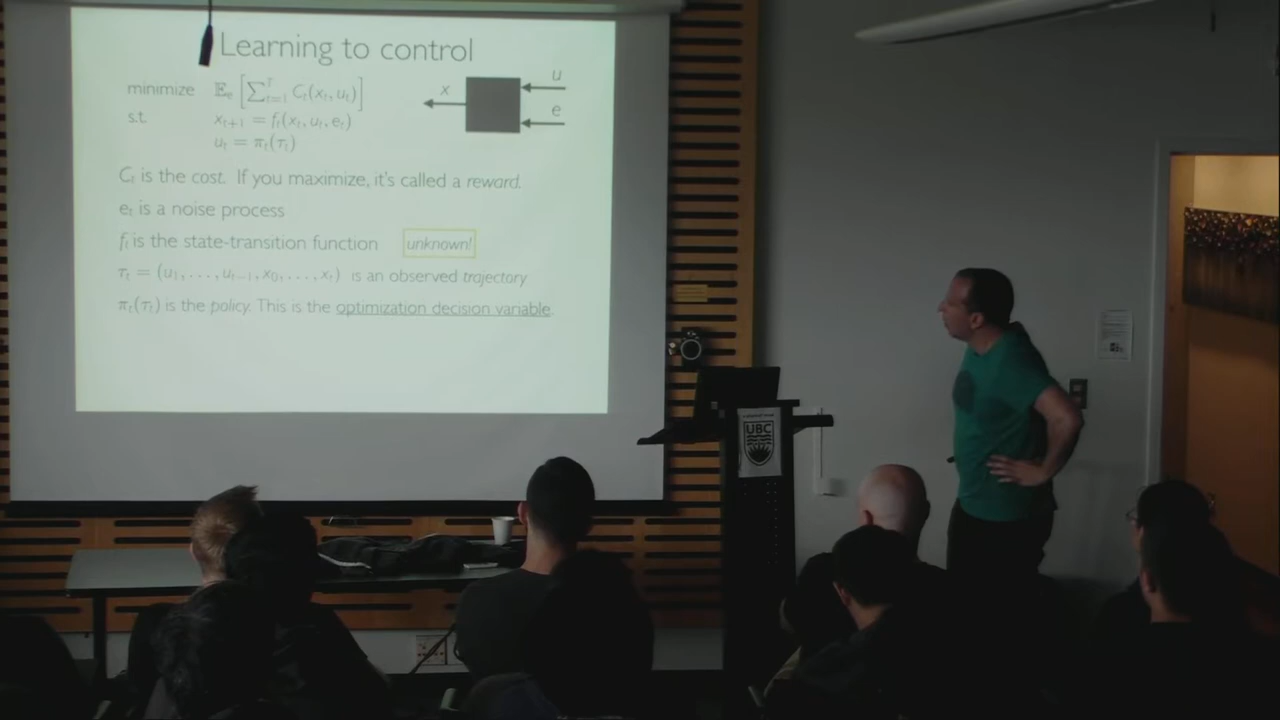 Learning to control
minimize 𝔼ₑ [∑ᵀₜ₌₁ Cₜ(xₜ, uₜ)]
s.t. xₜ₊₁ = fₜ(xₜ, uₜ, eₜ)
uₜ = πₜ(τₜ)
x
u
e
Cₜ is the cost. If you maximize, it's called a reward.
eₜ is a noise process
fₜ is the state-transition function unknown!
τₜ = (u₁, . . . , uₜ₋₁, x₀, . . . , xₜ) is an observed trajectory
πₜ(τₜ) is the policy. This is the optimization decision variable.
UBC